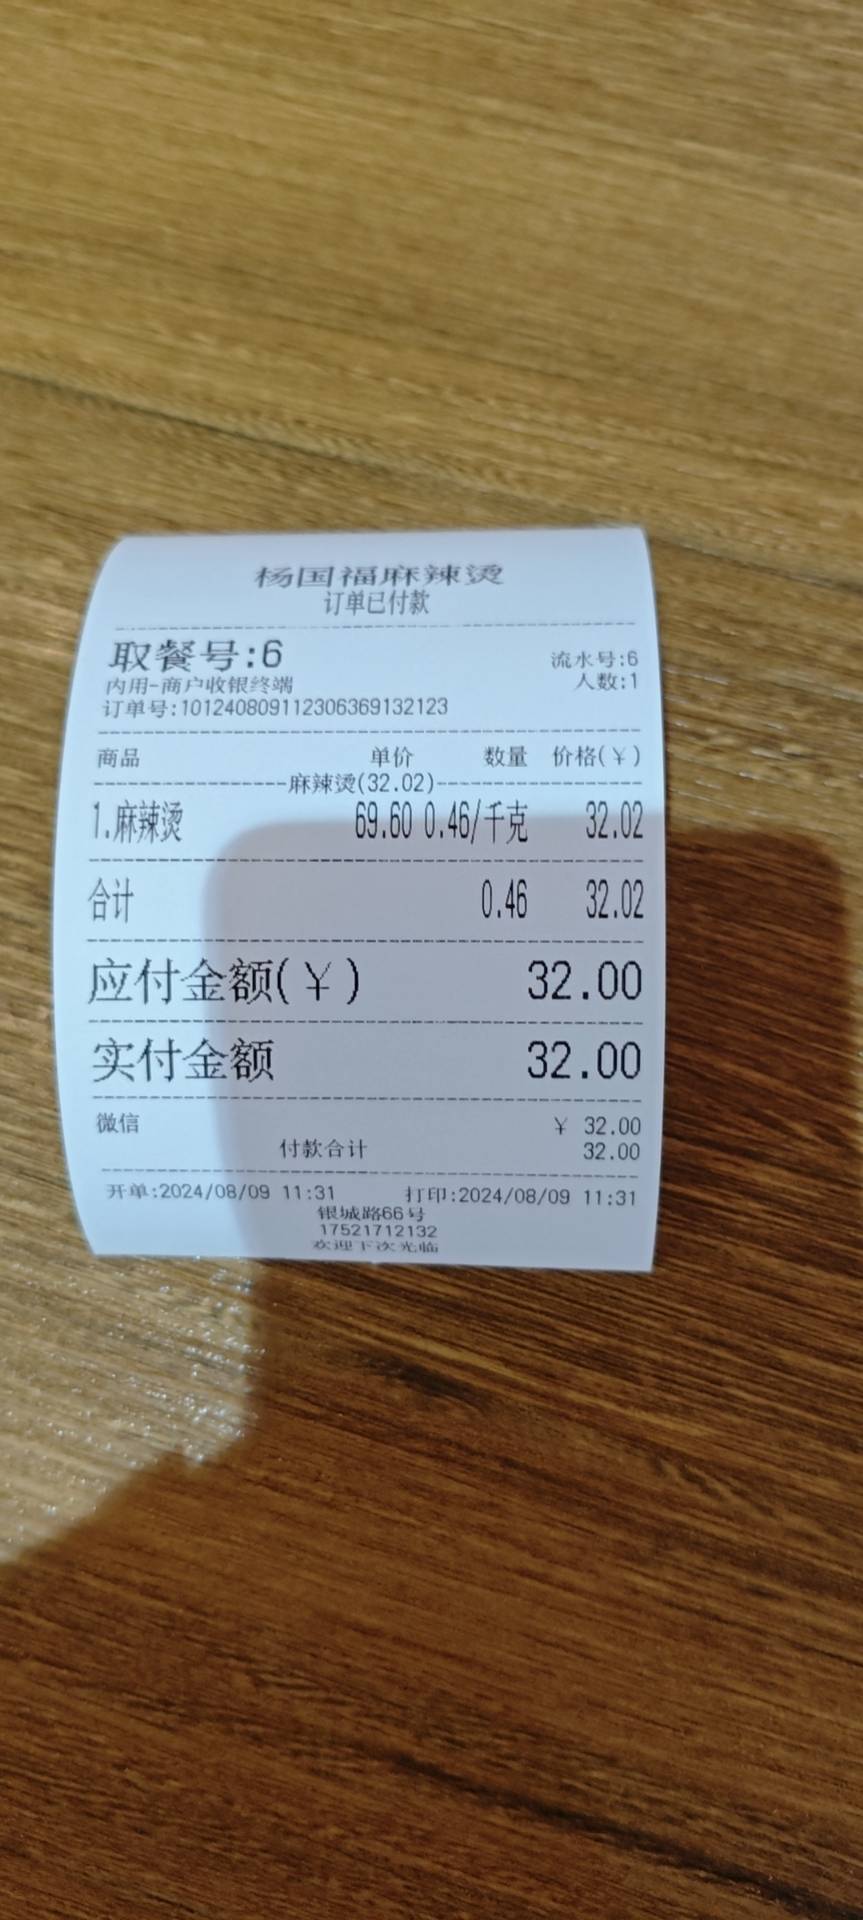 杨国福麻辣烫
订单已付款
取餐号:6 流水号:6
内用-商户收银终端 人数:1
订单号:101240809112306369132123
商品 单价 数量 价格(¥)
麻辣烫(32.02)
1.麻辣烫 69.60 0.46/千克 32.02
合计 0.46 32.02
应付金额(¥) 32.00
实付金额 32.00
微信 ¥ 32.00
付款合计 32.00
开单:2024/08/09 11:31 打印:2024/08/09 11:31
银城路66号
17521712132
欢迎下次光临